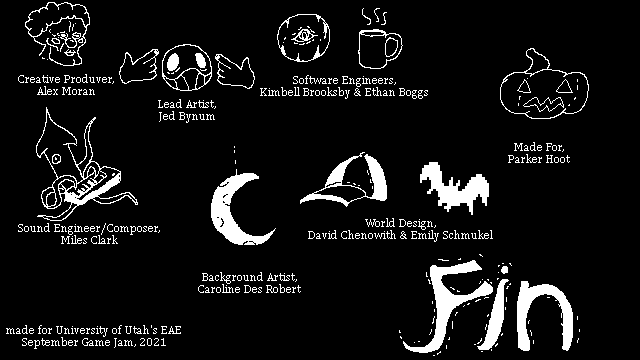 Creative Produver,
Alex Moran
Lead Artist,
Jed Bynum
Software Engineers,
Kimbell Brooksby & Ethan Boggs
Made For,
Parker Hoot
Sound Engineer/Composer,
Miles Clark
World Design,
David Chenowith & Emily Schmukel
Background Artist,
Caroline Des Robert
Fin
made for University of Utah's EAE
September Game Jam, 2021